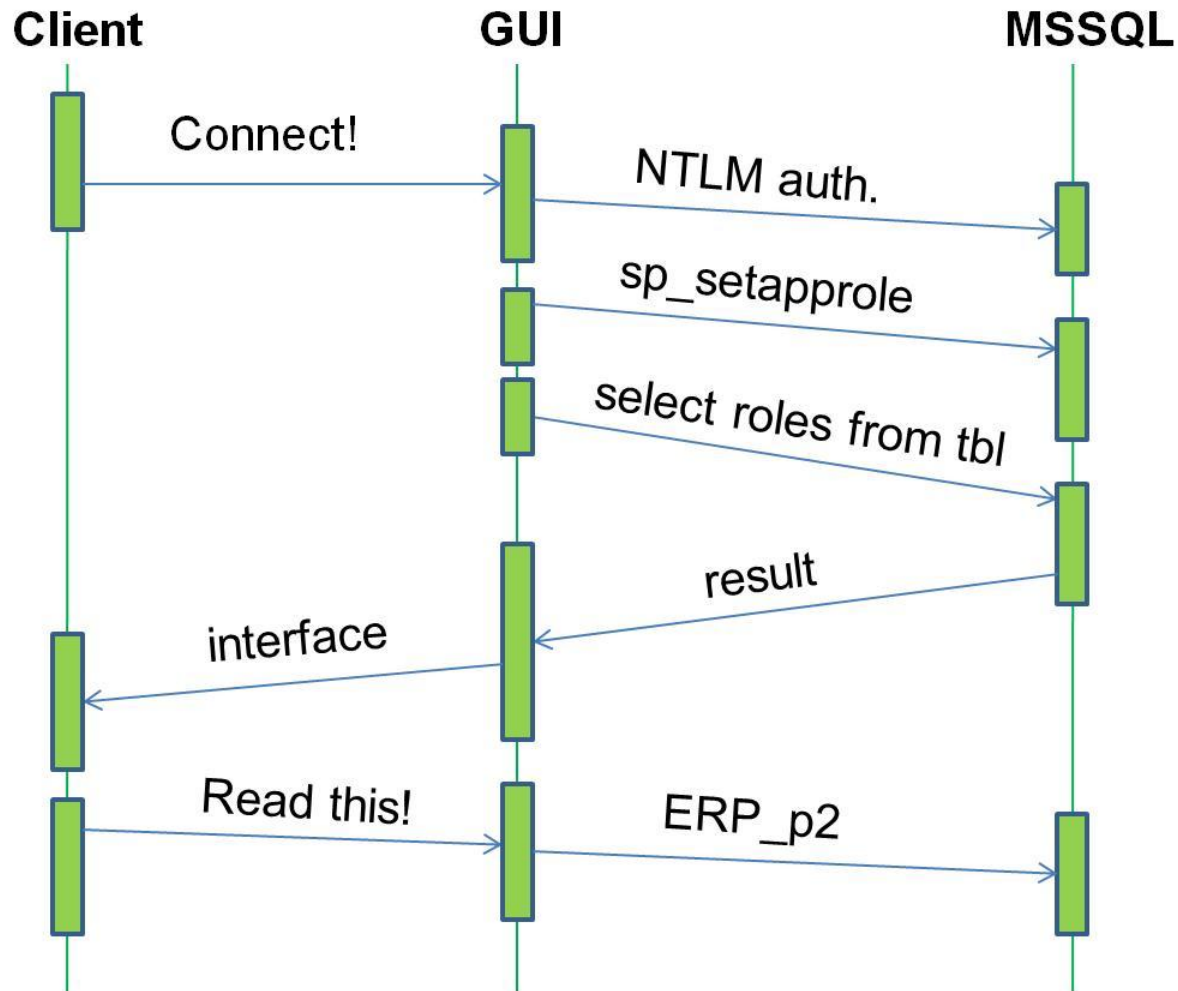 Client
GUI
MSSQL
Connect!
NTLM auth.
sp_setapprole
select roles from tbl
result
interface
Read this!
ERP_p2